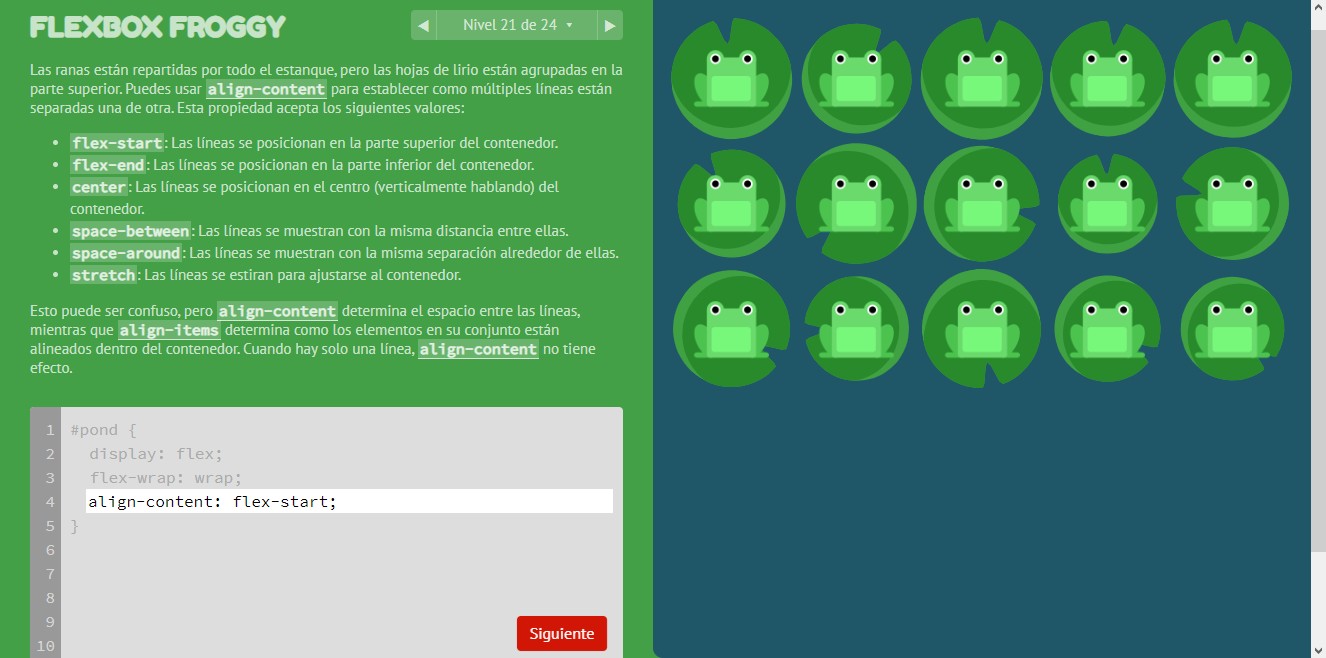 FLEXBOX FROGGY
◀ Nivel 21 de 24 ▾ ▶
Las ranas están repartidas por todo el estanque, pero las hojas de lirio están agrupadas en la
parte superior. Puedes usar align-content para establecer como múltiples líneas están
separadas una de otra. Esta propiedad acepta los siguientes valores:
• flex-start: Las líneas se posicionan en la parte superior del contenedor.
• flex-end: Las líneas se posicionan en la parte inferior del contenedor.
• center: Las líneas se posicionan en el centro (verticalmente hablando) del
contenedor.
• space-between: Las líneas se muestran con la misma distancia entre ellas.
• space-around: Las líneas se muestran con la misma separación alrededor de ellas.
• stretch: Las líneas se estiran para ajustarse al contenedor.
Esto puede ser confuso, pero align-content determina el espacio entre las líneas,
mientras que align-items determina como los elementos en su conjunto están
alineados dentro del contenedor. Cuando hay solo una línea, align-content no tiene
efecto.
1 #pond {
2 display: flex;
3 flex-wrap: wrap;
4 align-content: flex-start;
5 }
6
7
8
9
10
Siguiente